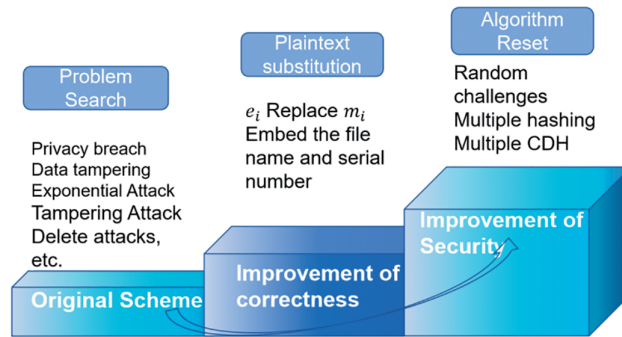 Problem
Search
Privacy breach
Data tampering
Exponential Attack
Tampering Attack
Delete attacks,
etc.
Original Scheme
Plaintext
substitution
e_i Replace m_i
Embed the file
name and serial
number
Improvement of
correctness
Algorithm
Reset
Random
challenges
Multiple hashing
Multiple CDH
Improvement of
Security